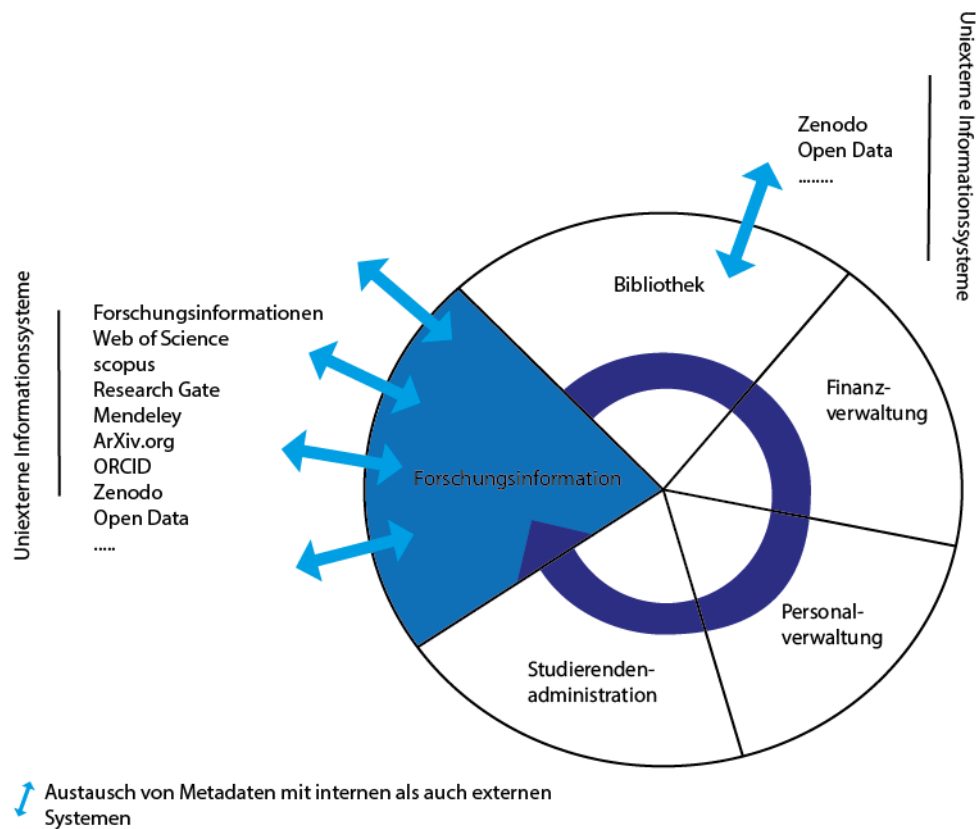 Uniexterne Informationssysteme
Zenodo
Open Data
........
Bibliothek
Uniexterne Informationssysteme
Forschungsinformationen
Web of Science
scopus
Research Gate
Mendeley
ArXiv.org
ORCID
Zenodo
Open Data
.....
Finanz-
verwaltung
Forschungsinformation
Personal-
verwaltung
Studierenden-
administration
Austausch von Metadaten mit internen als auch externen
Systemen